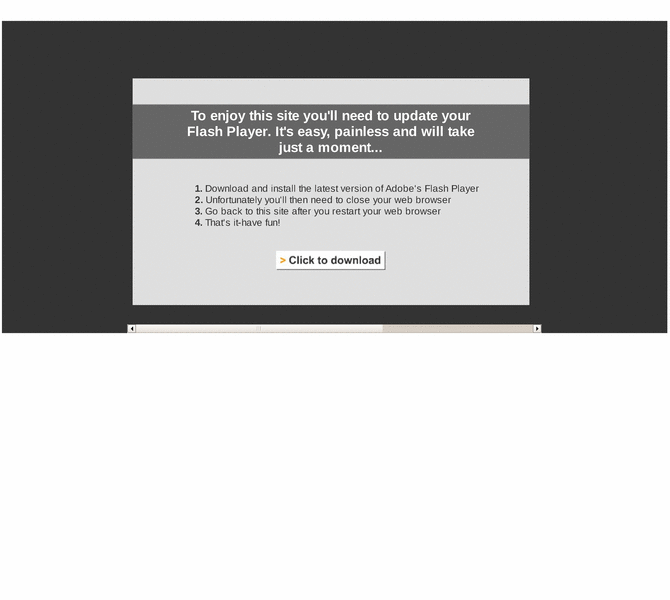 To enjoy this site you'll need to update your
Flash Player. It's easy, painless and will take
just a moment...
1. Download and install the latest version of Adobe's Flash Player
2. Unfortunately you'll then need to close your web browser
3. Go back to this site after you restart your web browser
4. That's it-have fun!
> Click to download